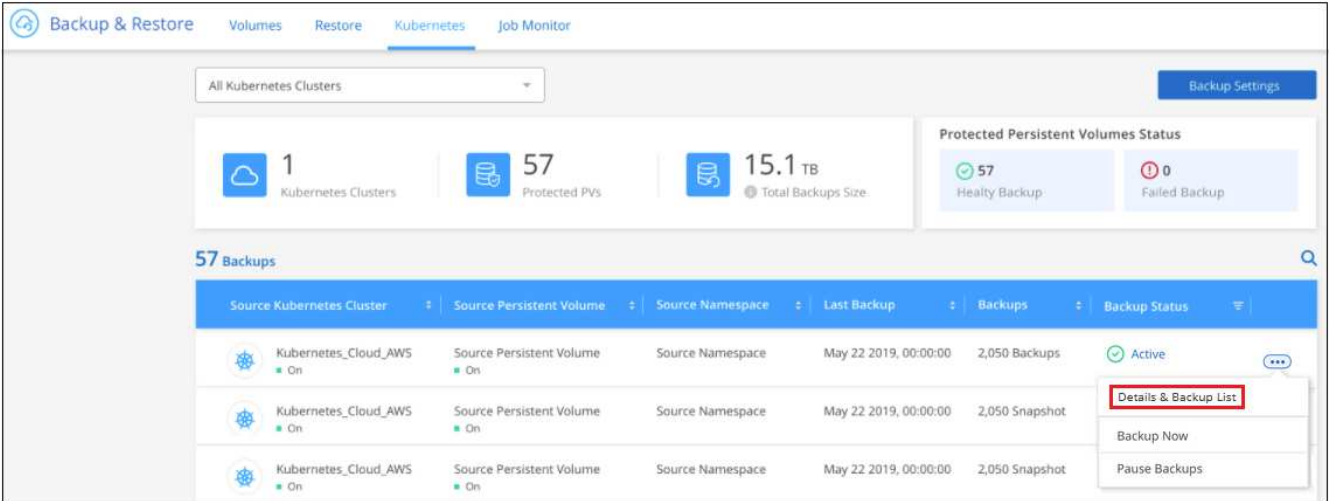 Backup & Restore Volumes Restore Kubernetes Job Monitor
All Kubernetes Clusters
Backup Settings
1
Kubernetes Clusters
57
Protected PVs
15.1 TB
Total Backups Size
Protected Persistent Volumes Status
57
Healty Backup
0
Failed Backup
57 Backups
Source Kubernetes Cluster Source Persistent Volume Source Namespace Last Backup Backups Backup Status
Kubernetes_Cloud_AWS Source Persistent Volume Source Namespace May 22 2019, 00:00:00 2,050 Backups Active
On On
Details & Backup List
Kubernetes_Cloud_AWS Source Persistent Volume Source Namespace May 22 2019, 00:00:00 2,050 Snapshot
On On
Backup Now
Pause Backups
Kubernetes_Cloud_AWS Source Persistent Volume Source Namespace May 22 2019, 00:00:00 2,050 Snapshot
On On